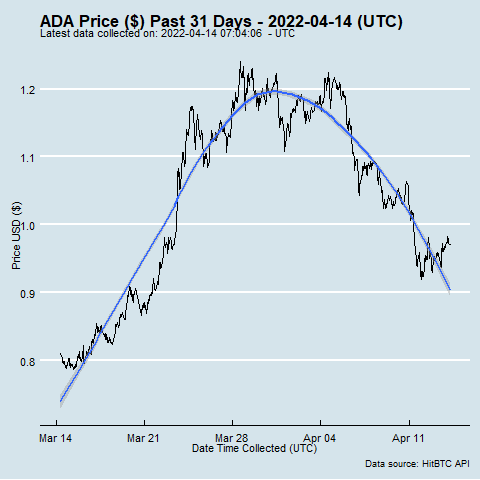 ADA Price ($) Past 31 Days - 2022-04-14 (UTC)
Latest data collected on: 2022-04-14 07:04:06 - UTC
1.2
1.1
1.0
0.9
0.8
Price USD ($)
Mar 14 Mar 21 Mar 28 Apr 04 Apr 11
Date Time Collected (UTC)
Data source: HitBTC API